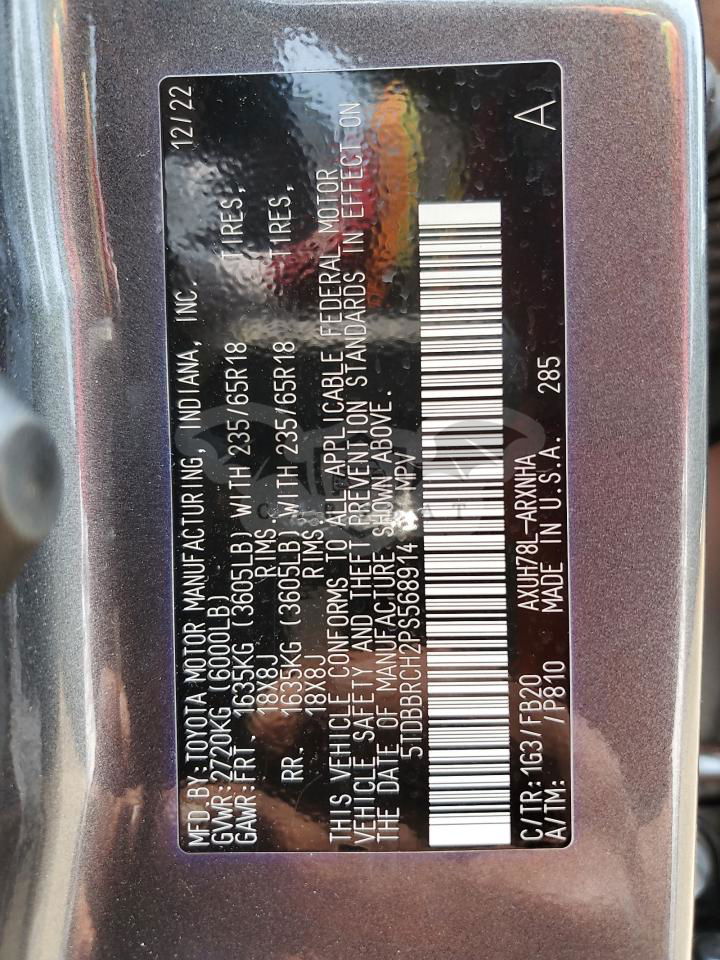 MFD.BY:TOYOTA MOTOR MANUFACTURING, INDIANA, INC. 12/22
GVWR:2720KG (6000LB)
GAWR:FRT. 1635KG (3605LB) WITH 235/65R18 TIRES,
18X8J RIMS
RR. 1635KG (3605LB) WITH 235/65R18 TIRES,
18X8J RIMS
THIS VEHICLE CONFORMS TO ALL APPLICABLE FEDERAL MOTOR
VEHICLE SAFETY AND THEFT PREVENTION STANDARDS IN EFFECT ON
THE DATE OF MANUFACTURE SHOWN ABOVE.
5TDBBRCH2PS568914 MPV
C/TR:1G3/FB20 AXUH78L-ARXNHA A
A/TM: /P810 MADE IN U.S.A. 285